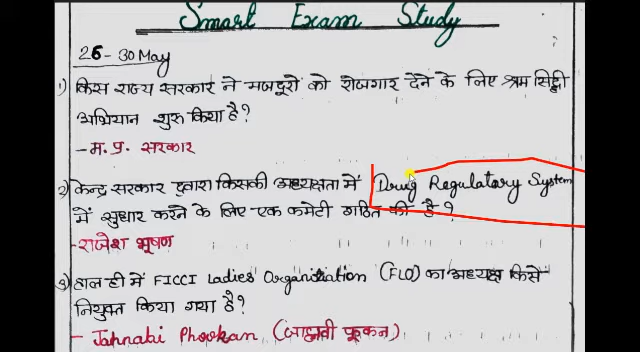 Smart Exam Study
26-30 May
1) किस राज्य सरकार ने मजदूरो को रोजगार देने के लिए श्रम सिद्धी
अभियान शुरू किया है?
- म.प्र. सरकार
2) केन्द्र सरकार द्वारा किसकी अध्यक्षता में Drug Regulatory System
में सुधार करने के लिए एक कमेटी गठित की है?
- राजेश भूषण
3) हाल ही में FICCI Ladies Organisation (FLO) का अध्यक्ष किसे
नियुक्त किया गया है?
- Jahnabi Phookan (जाह्नवी फूकन)